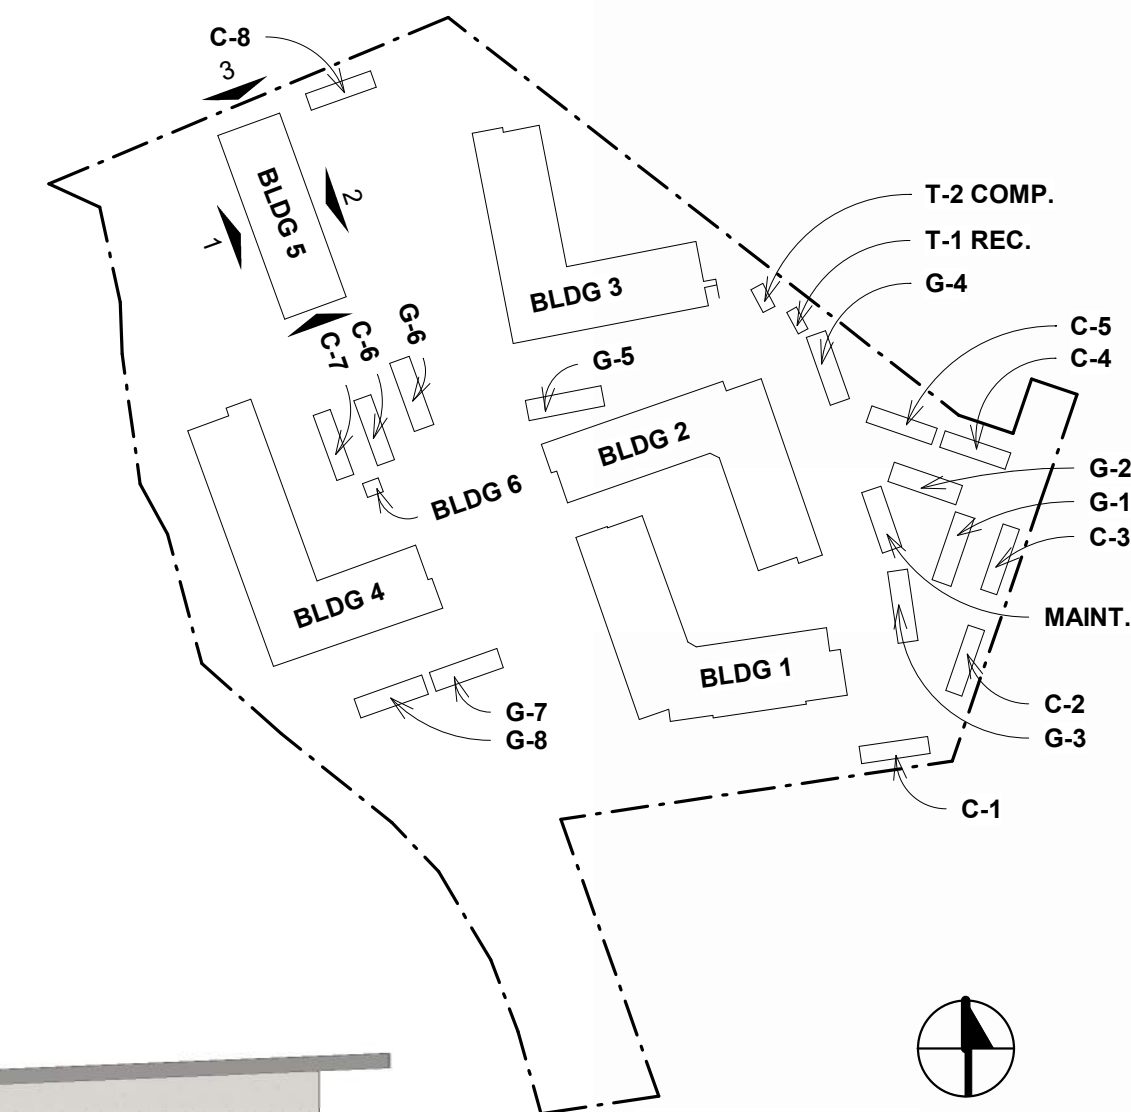 C-8
3
BLDG 5
2
1
T-2 COMP.
T-1 REC.
G-4
BLDG 3
C-7
C-6
G-6
G-5
C-5
C-4
BLDG 2
G-2
G-1
C-3
BLDG 6
BLDG 4
MAINT.
BLDG 1
C-2
G-7
G-8
G-3
C-1